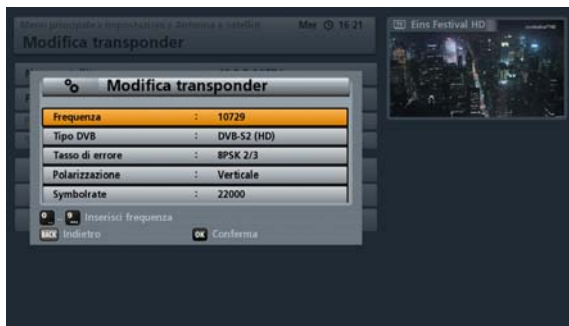 Menu principale > Impostazioni > Antenna a satellite
Mer 16 21
Modifica transponder
Eins Festival HD
Modifica transponder
Frequenza : 10729
Tipo DVB : DVB-S2 (HD)
Tasso di errore : 8PSK 2/3
Polarizzazione : Verticale
Symbolrate : 22000
0 .. 9 Inserisci frequenza
BACK Indietro
OK Conferma